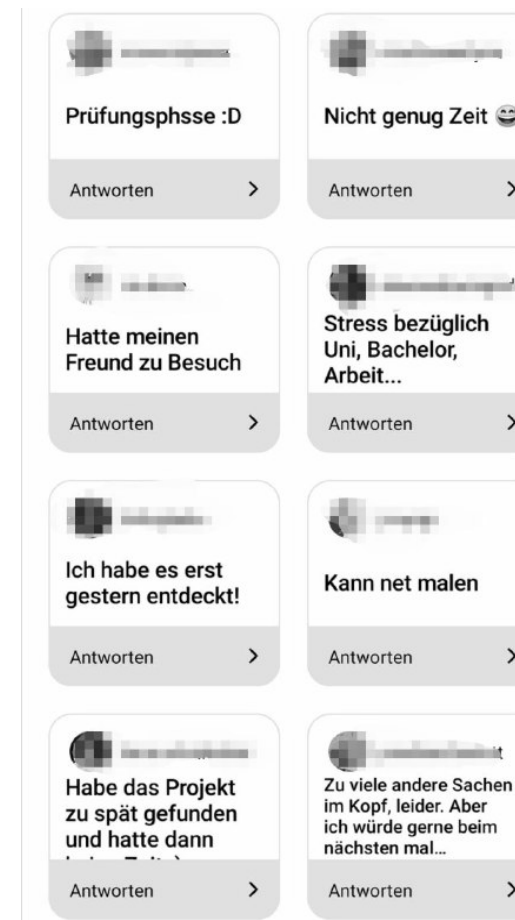 Prüfungsphsse :D
Antworten
Nicht genug Zeit 😄
Antworten
Hatte meinen
Freund zu Besuch
Antworten
Stress bezüglich
Uni, Bachelor,
Arbeit...
Antworten
Ich habe es erst
gestern entdeckt!
Antworten
Kann net malen
Antworten
Habe das Projekt
zu spät gefunden
und hatte dann
Antworten
Zu viele andere Sachen
im Kopf, leider. Aber
ich würde gerne beim
nächsten mal...
Antworten